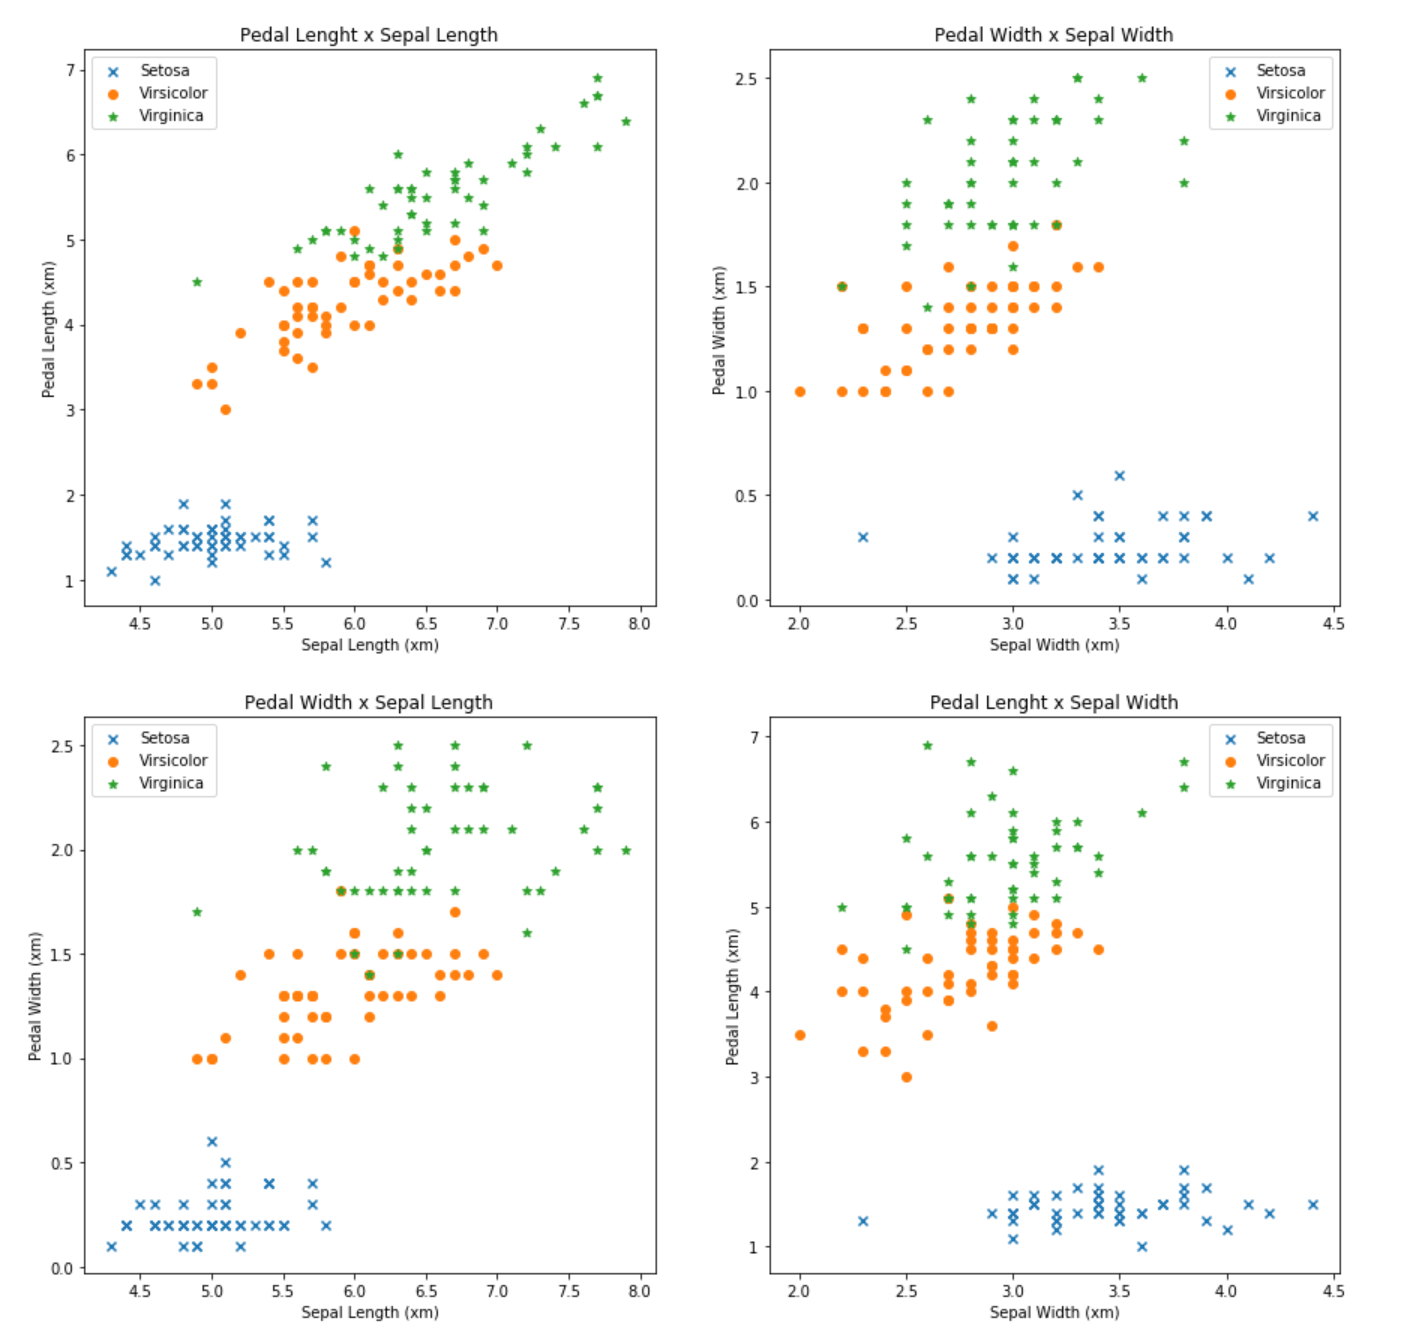 Pedal Lenght x Sepal Length
Setosa
Virsicolor
Virginica
7
6
5
4
3
2
1
Pedal Length (xm)
4.5 5.0 5.5 6.0 6.5 7.0 7.5 8.0
Sepal Length (xm)
Pedal Width x Sepal Width
Setosa
Virsicolor
Virginica
2.5
2.0
1.5
1.0
0.5
0.0
Pedal Width (xm)
2.0 2.5 3.0 3.5 4.0 4.5
Sepal Width (xm)
Pedal Width x Sepal Length
Setosa
Virsicolor
Virginica
2.5
2.0
1.5
1.0
0.5
0.0
Pedal Width (xm)
4.5 5.0 5.5 6.0 6.5 7.0 7.5 8.0
Sepal Length (xm)
Pedal Lenght x Sepal Width
Setosa
Virsicolor
Virginica
7
6
5
4
3
2
1
Pedal Length (xm)
2.0 2.5 3.0 3.5 4.0 4.5
Sepal Width (xm)